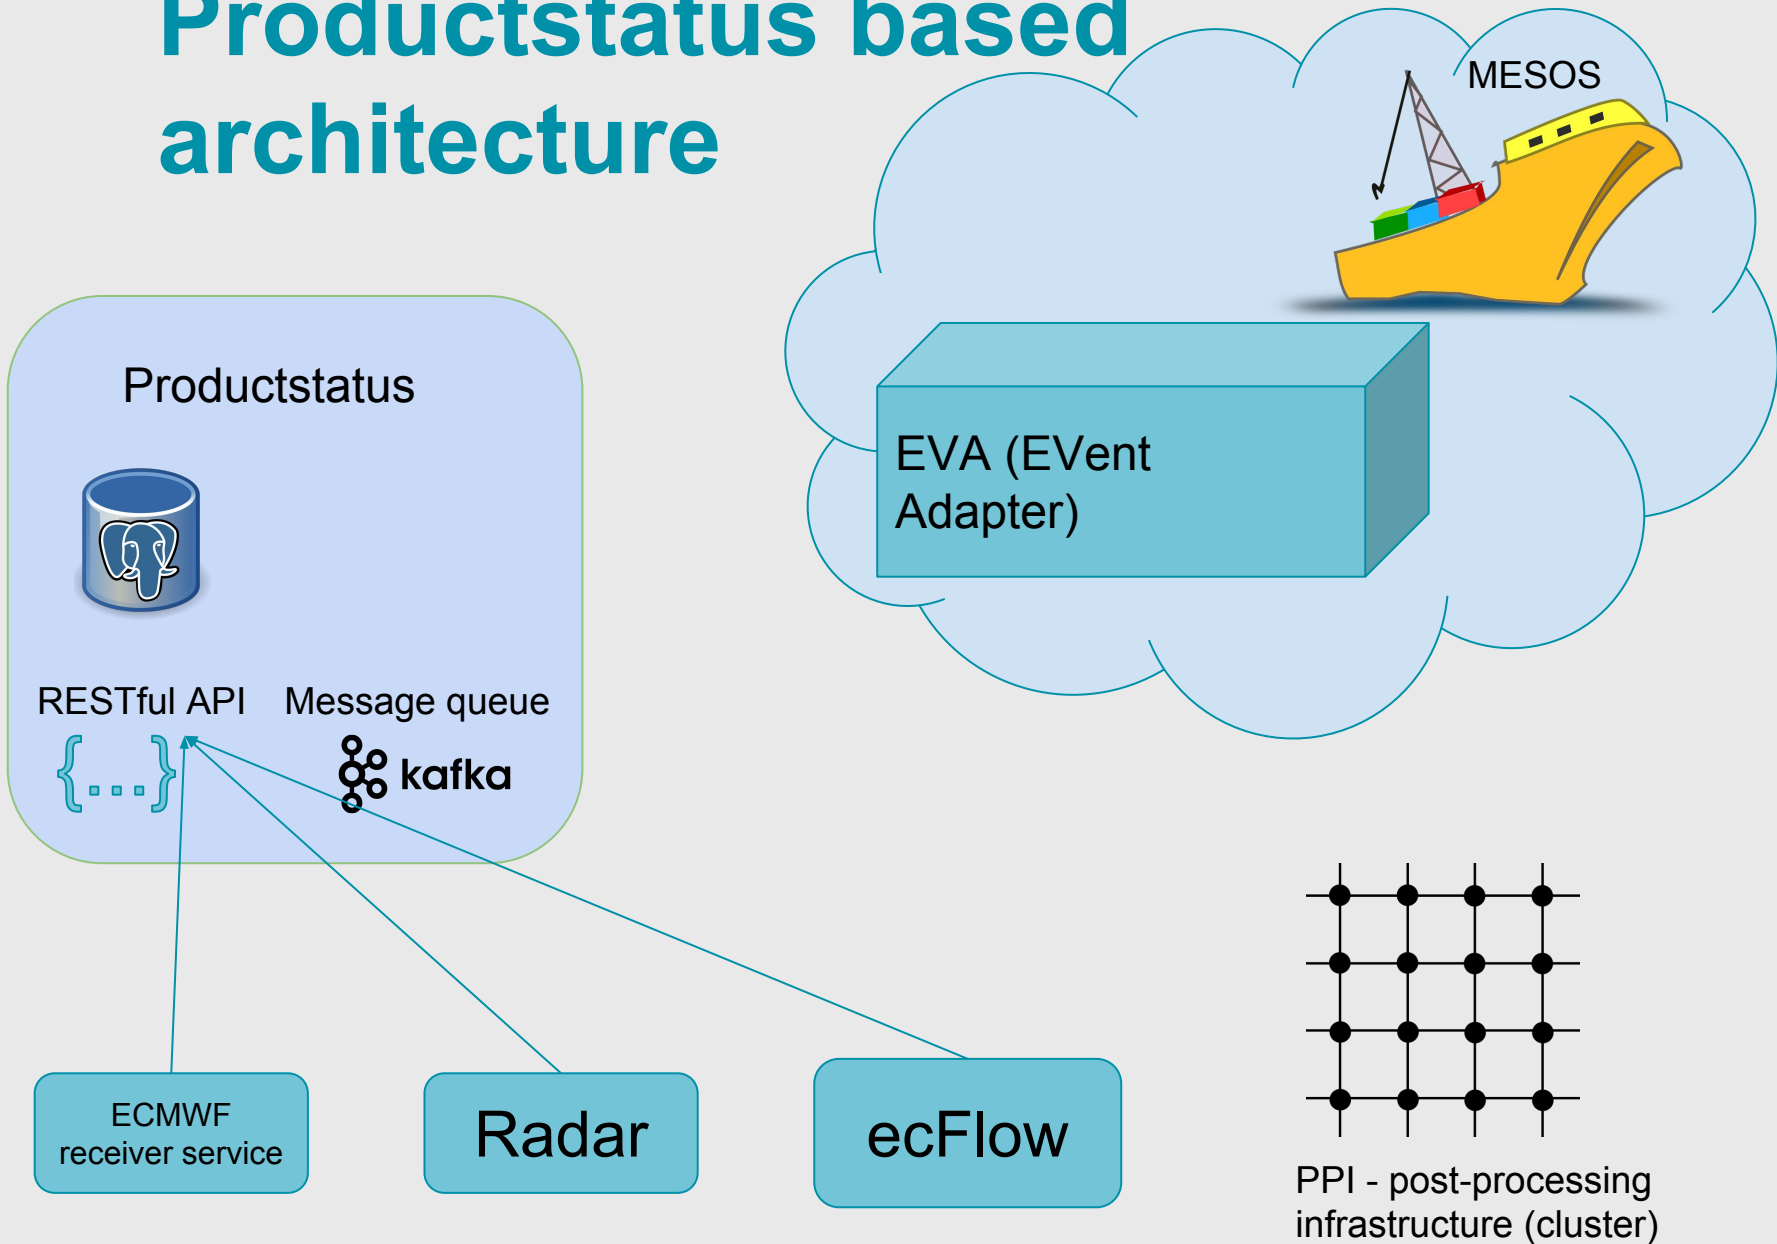 Productstatus based
architecture
MESOS
Productstatus
EVA (EVent
Adapter)
RESTful API
Message queue
{...}
kafka
ECMWF
receiver service
Radar
ecFlow
PPI - post-processing
infrastructure (cluster)